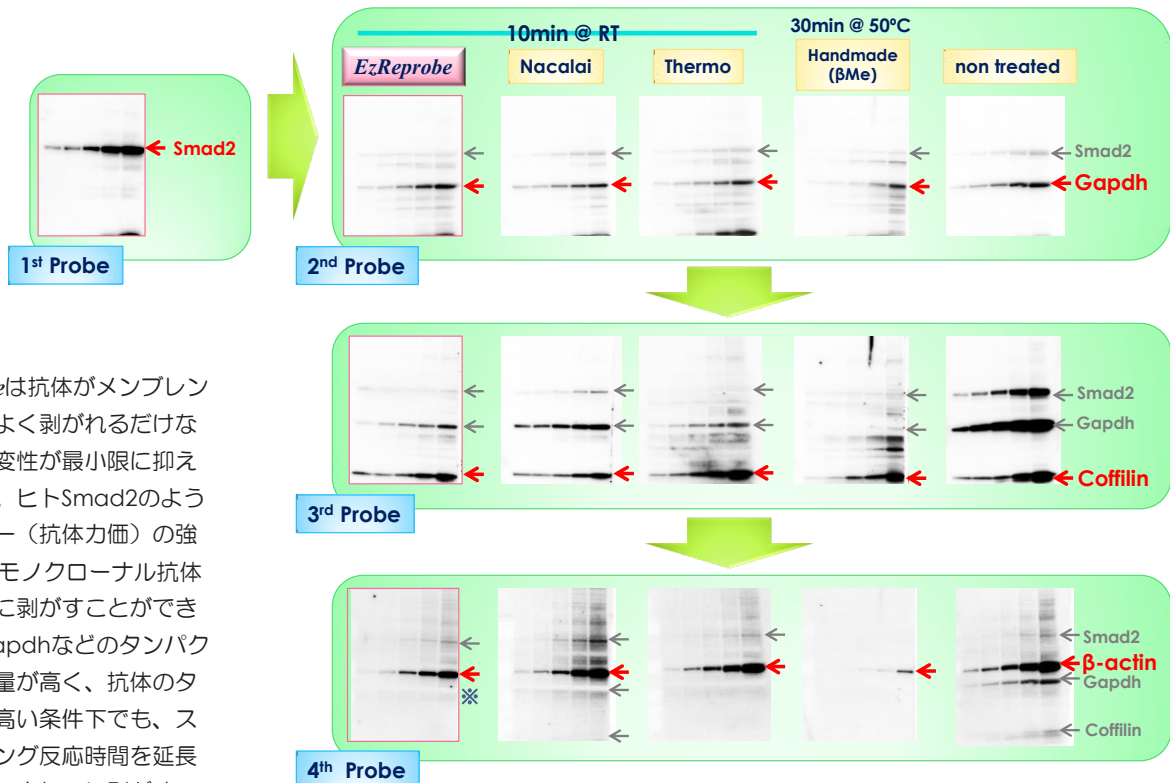 10min @ RT
30min @ 50ºC
EzReprobe
Nacalai
Thermo
Handmade
(βMe)
non treated
Smad2
1st Probe
Smad2
Gapdh
2nd Probe
は抗体がメンブレン
よく剥がれるだけな
変性が最小限に抑え
ヒトSmad2のよう
ー（抗体力価）の強
モノクローナル抗体
に剥がすことができ
apdhなどのタンパク
量が高く、抗体のタ
高い条件下でも、ス
ング反応時間を延長
Smad2
Gapdh
Coffilin
3rd Probe
Smad2
β-actin
Gapdh
※
Coffilin
4th Probe